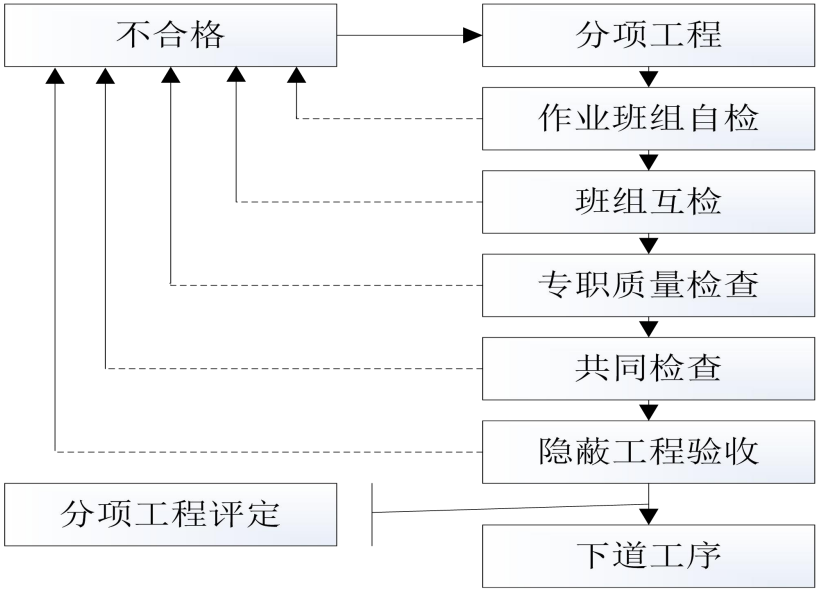 不合格
分项工程
作业班组自检
班组互检
专职质量检查
共同检查
隐蔽工程验收
分项工程评定
下道工序